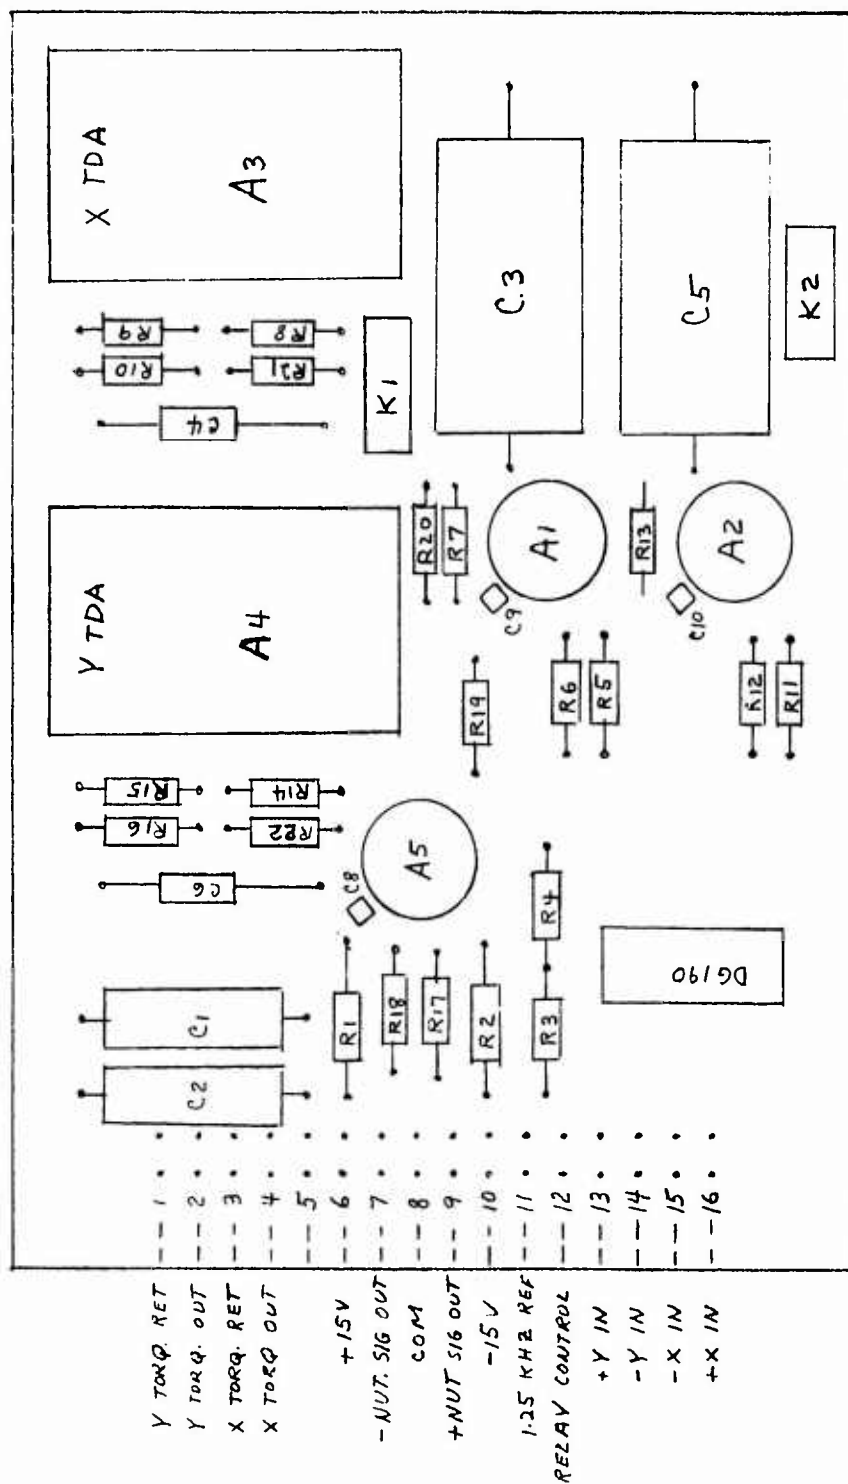 X TDA
A3
R9
R8
R10
R21
C4
K1
C.3
C5
K2
Y TDA
A4
R20
R7
A1
R13
A2
C9
C10
R19
R6
R5
R12
R11
R15
R14
R16
R22
C6
C8
A5
R4
DG190
C1
C2
R1
R18
R17
R2
R3
Y TORQ. RET -- 1
Y TORQ. OUT -- 2
X TORQ. RET -- 3
X TORQ OUT -- 4
--- 5
+15V -- 6
-NUT. SIG OUT -- 7
COM --- 8
+NUT SIG OUT -- 9
-15V -- 10
1.25 KHZ REF --- 11
RELAY CONTROL -- 12
+Y IN --- 13
-Y IN --- 14
-X IN --- 15
+X IN --- 16